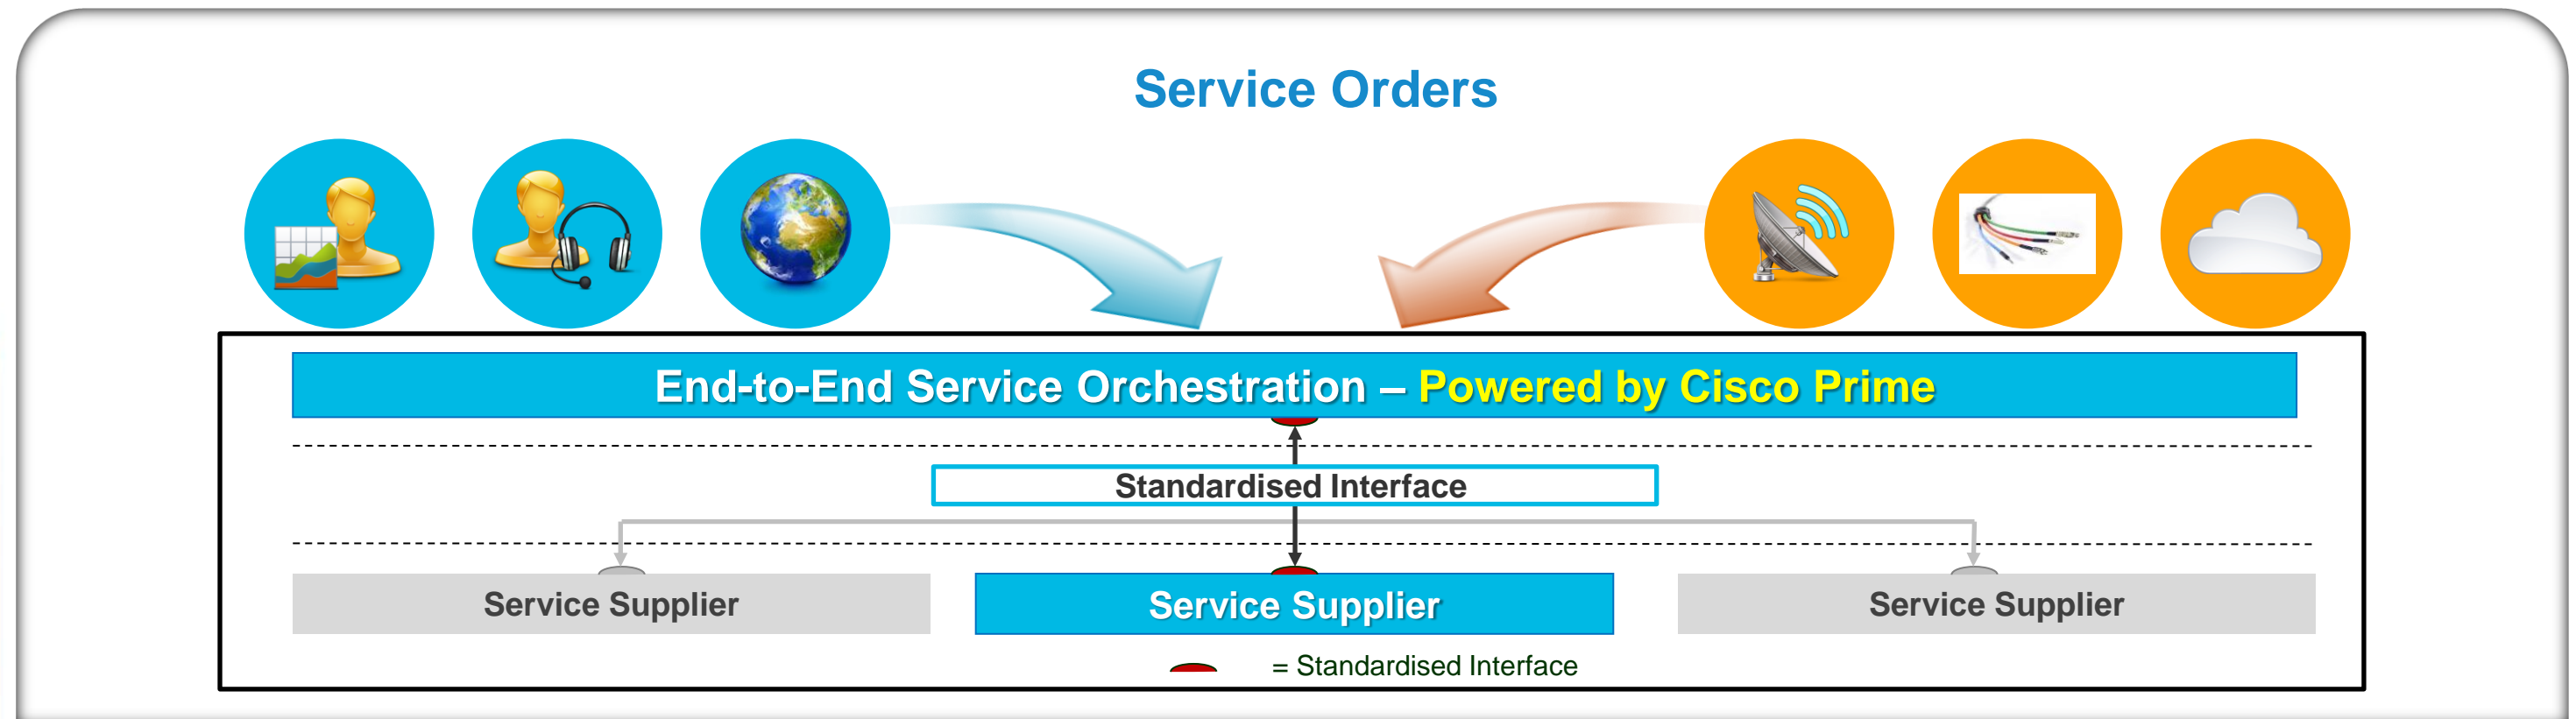 Service Orders
End-to-End Service Orchestration – Powered by Cisco Prime
Standardised Interface
Service Supplier
Service Supplier
Service Supplier
= Standardised Interface